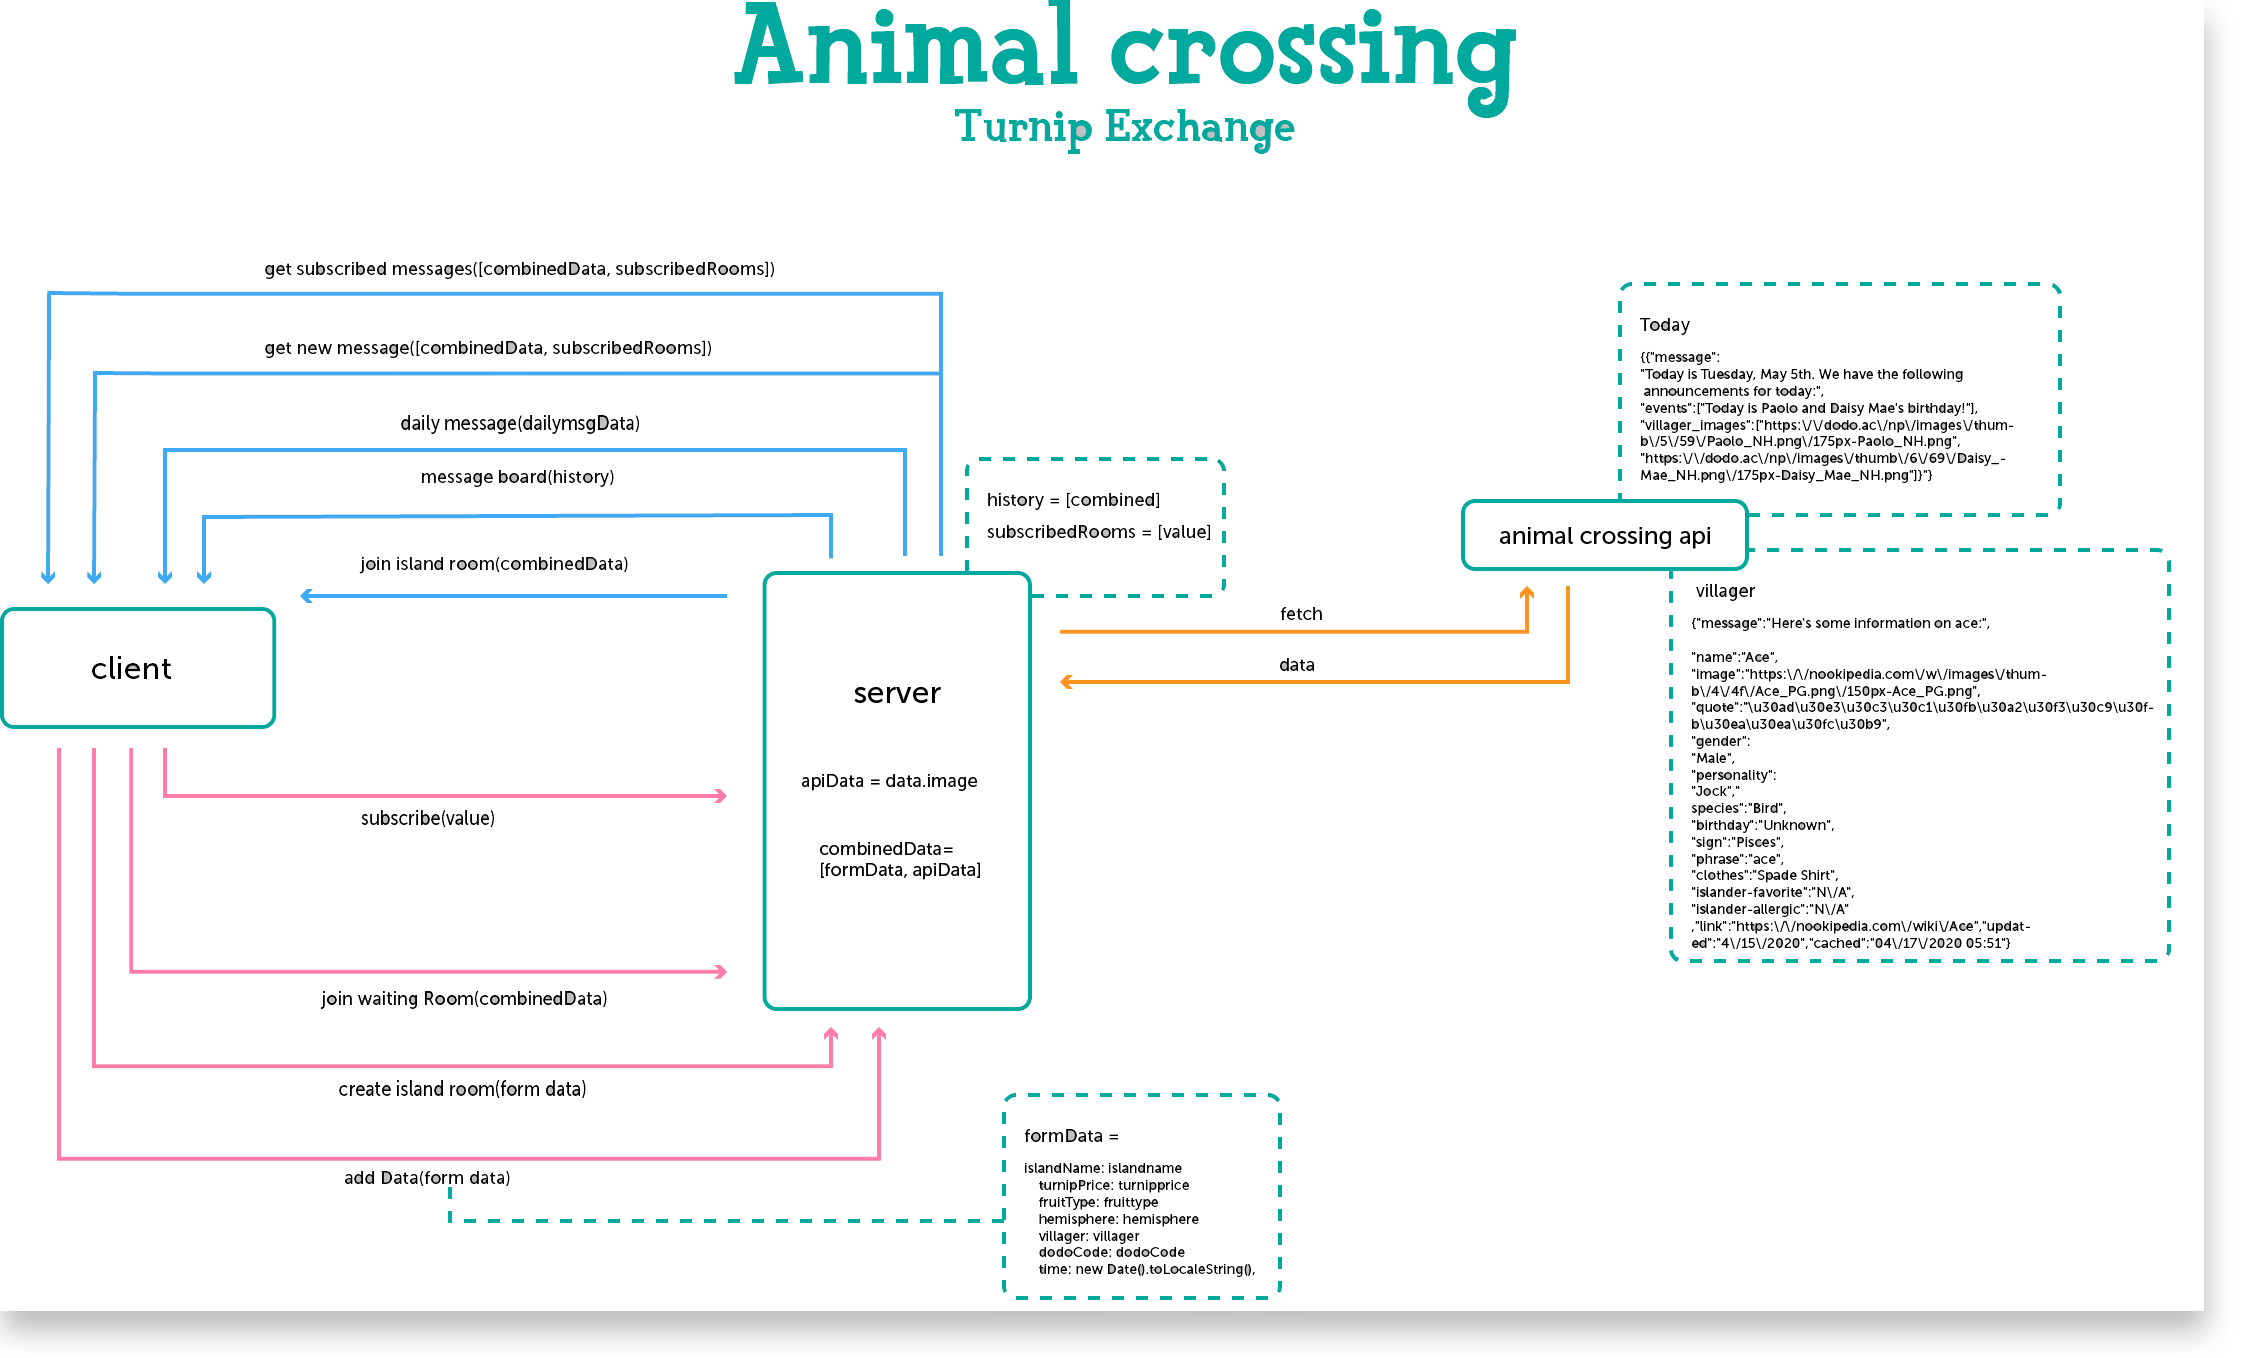 Animal crossing
Turnip Exchange
get subscribed messages([combinedData, subscribedRooms])
get new message([combinedData, subscribedRooms])
daily message(dailymsgData)
message board(history)
join island room(combinedData)
client
subscribe(value)
join waiting Room(combinedData)
create island room(form data)
add Data(form data)
history = [combined]
subscribedRooms = [value]
server
apiData = data.image
combinedData=
[formData, apiData]
fetch
data
formData =
islandName: islandname
turnipPrice: turnipprice
fruitType: fruittype
hemisphere: hemisphere
villager: villager
dodoCode: dodoCode
time: new Date().toLocaleString(),
Today
{{"message":
"Today is Tuesday, May 5th. We have the following
announcements for today:",
"events":["Today is Paolo and Daisy Mae's birthday!"],
"villager_images":["https:\/\/dodo.ac\/np\/images\/thum-
b\/5\/59\/Paolo_NH.png\/175px-Paolo_NH.png",
"https:\/\/dodo.ac\/np\/images\/thumb\/6\/69\/Daisy_-
Mae_NH.png\/175px-Daisy_Mae_NH.png"]}"}
animal crossing api
villager
{"message":"Here's some information on ace:",
"name":"Ace",
"image":"https:\/\/nookipedia.com\/w\/images\/thum-
b\/4\/4f\/Ace_PG.png\/150px-Ace_PG.png",
"quote":"\u30ad\u30e3\u30c3\u30c1\u30fb\u30a2\u30f3\u30c9\u30f-
b\u30ea\u30ea\u30fc\u30b9",
"gender":
"Male",
"personality":
"Jock","
species":"Bird",
"birthday":"Unknown",
"sign":"Pisces",
"phrase":"ace",
"clothes":"Spade Shirt",
"islander-favorite":"N\/A",
"islander-allergic":"N\/A"
,"link":"https:\/\/nookipedia.com\/wiki\/Ace","updat-
ed":"4\/15\/2020","cached":"04\/17\/2020 05:51"}